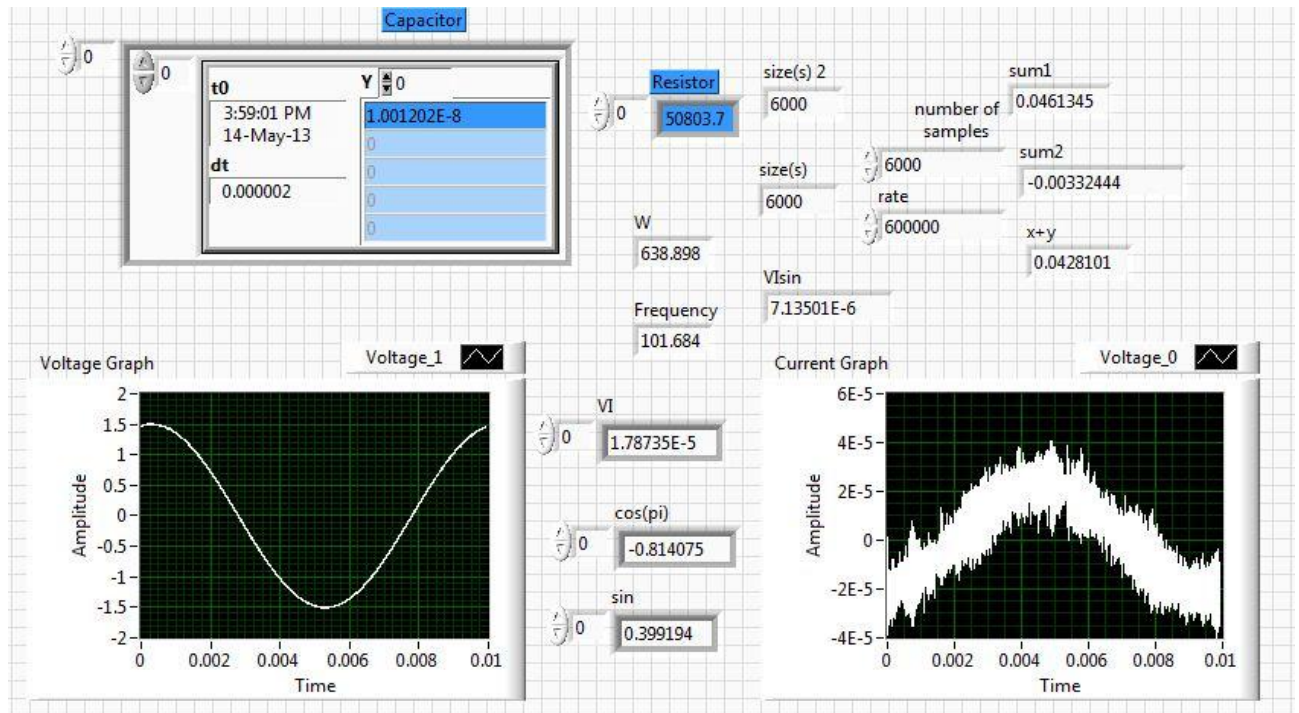 Capacitor
0
0
t0
3:59:01 PM
14-May-13
dt
0.000002
Y 0
1.001202E-8
0
0
0
0
Resistor
0
50803.7
size(s) 2
6000
size(s)
6000
number of
samples
6000
rate
600000
sum1
0.0461345
sum2
-0.00332444
x+y
0.0428101
W
638.898
Frequency
101.684
VIsin
7.13501E-6
Voltage Graph
Voltage_1
Amplitude
2
1.5
1
0.5
0
-0.5
-1
-1.5
-2
0 0.002 0.004 0.006 0.008 0.01
Time
VI
0
1.78735E-5
cos(pi)
0
-0.814075
sin
0
0.399194
Current Graph
Voltage_0
Amplitude
6E-5
4E-5
2E-5
0
-2E-5
-4E-5
0 0.002 0.004 0.006 0.008 0.01
Time